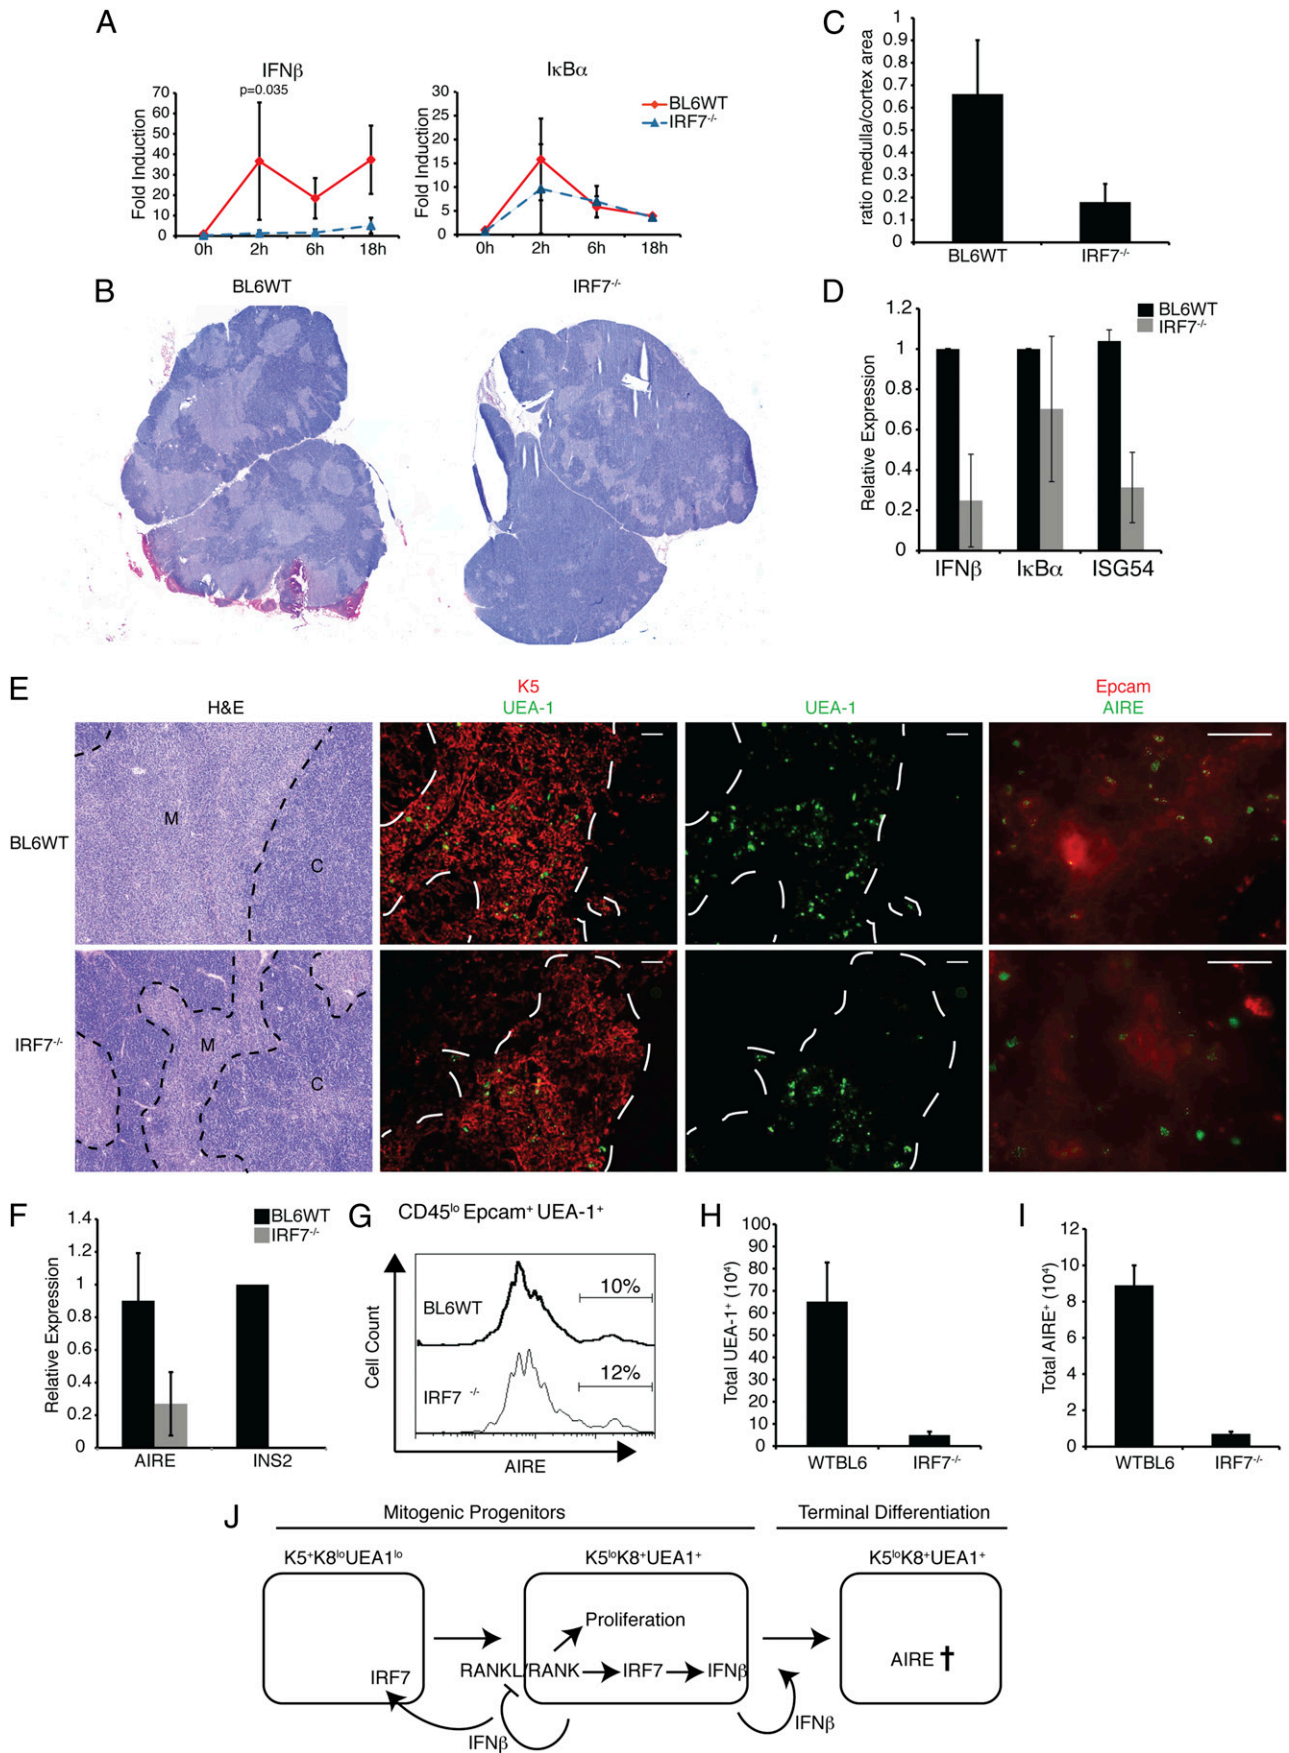 A
IFNβ
p=0.035
Fold Induction
70
60
50
40
30
20
10
0
0h 2h 6h 18h
IκBα
Fold Induction
30
25
20
15
10
5
0
0h 2h 6h 18h
BL6WT
IRF7-/-
C
ratio medulla/cortex area
1
0.9
0.8
0.7
0.6
0.5
0.4
0.3
0.2
0.1
0
BL6WT IRF7-/-
B
BL6WT IRF7-/-
D
BL6WT
IRF7-/-
Relative Expression
1.2
1
0.8
0.6
0.4
0.2
0
IFNβ IκBα ISG54
E
H&E
K5
UEA-1
UEA-1
Epcam
AIRE
BL6WT
M
C
IRF7-/-
M
C
F
BL6WT
IRF7-/-
Relative Expression
1.4
1.2
1
0.8
0.6
0.4
0.2
0
AIRE INS2
G
CD45lo Epcam+ UEA-1+
Cell Count
BL6WT
10%
IRF7 -/-
12%
AIRE
H
Total UEA-1+ (10⁴)
100
90
80
70
60
50
40
30
20
10
0
WTBL6 IRF7-/-
I
Total AIRE+ (10⁴)
12
10
8
6
4
2
0
WTBL6 IRF7-/-
J
Mitogenic Progenitors
Terminal Differentiation
K5+K8loUEA1lo
K5loK8+UEA1+
K5loK8+UEA1+
Proliferation
IRF7
RANKL/RANK IRF7 IFNβ
AIRE †
IFNβ
IFNβ